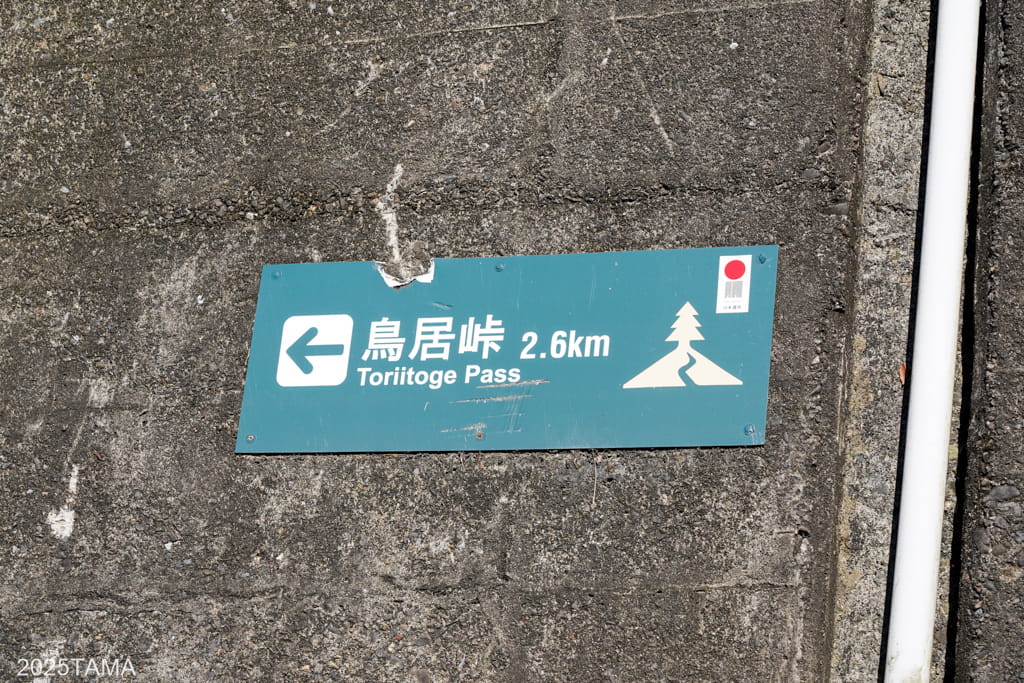 鳥居峠 2.6km
Toriitoge Pass
2025TAMA